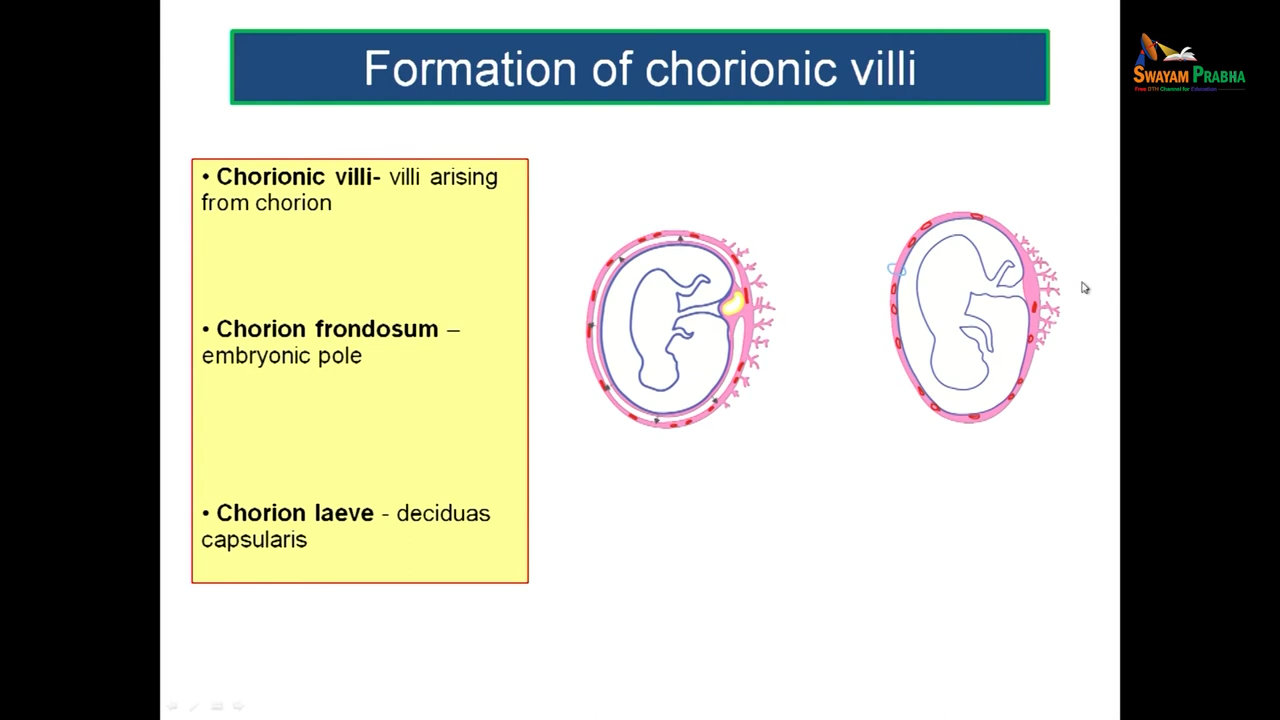 Formation of chorionic villi
SWAYAM PRABHA
Free DTH Channel for Education
• Chorionic villi- villi arising
from chorion
• Chorion frondosum –
embryonic pole
• Chorion laeve - deciduas
capsularis